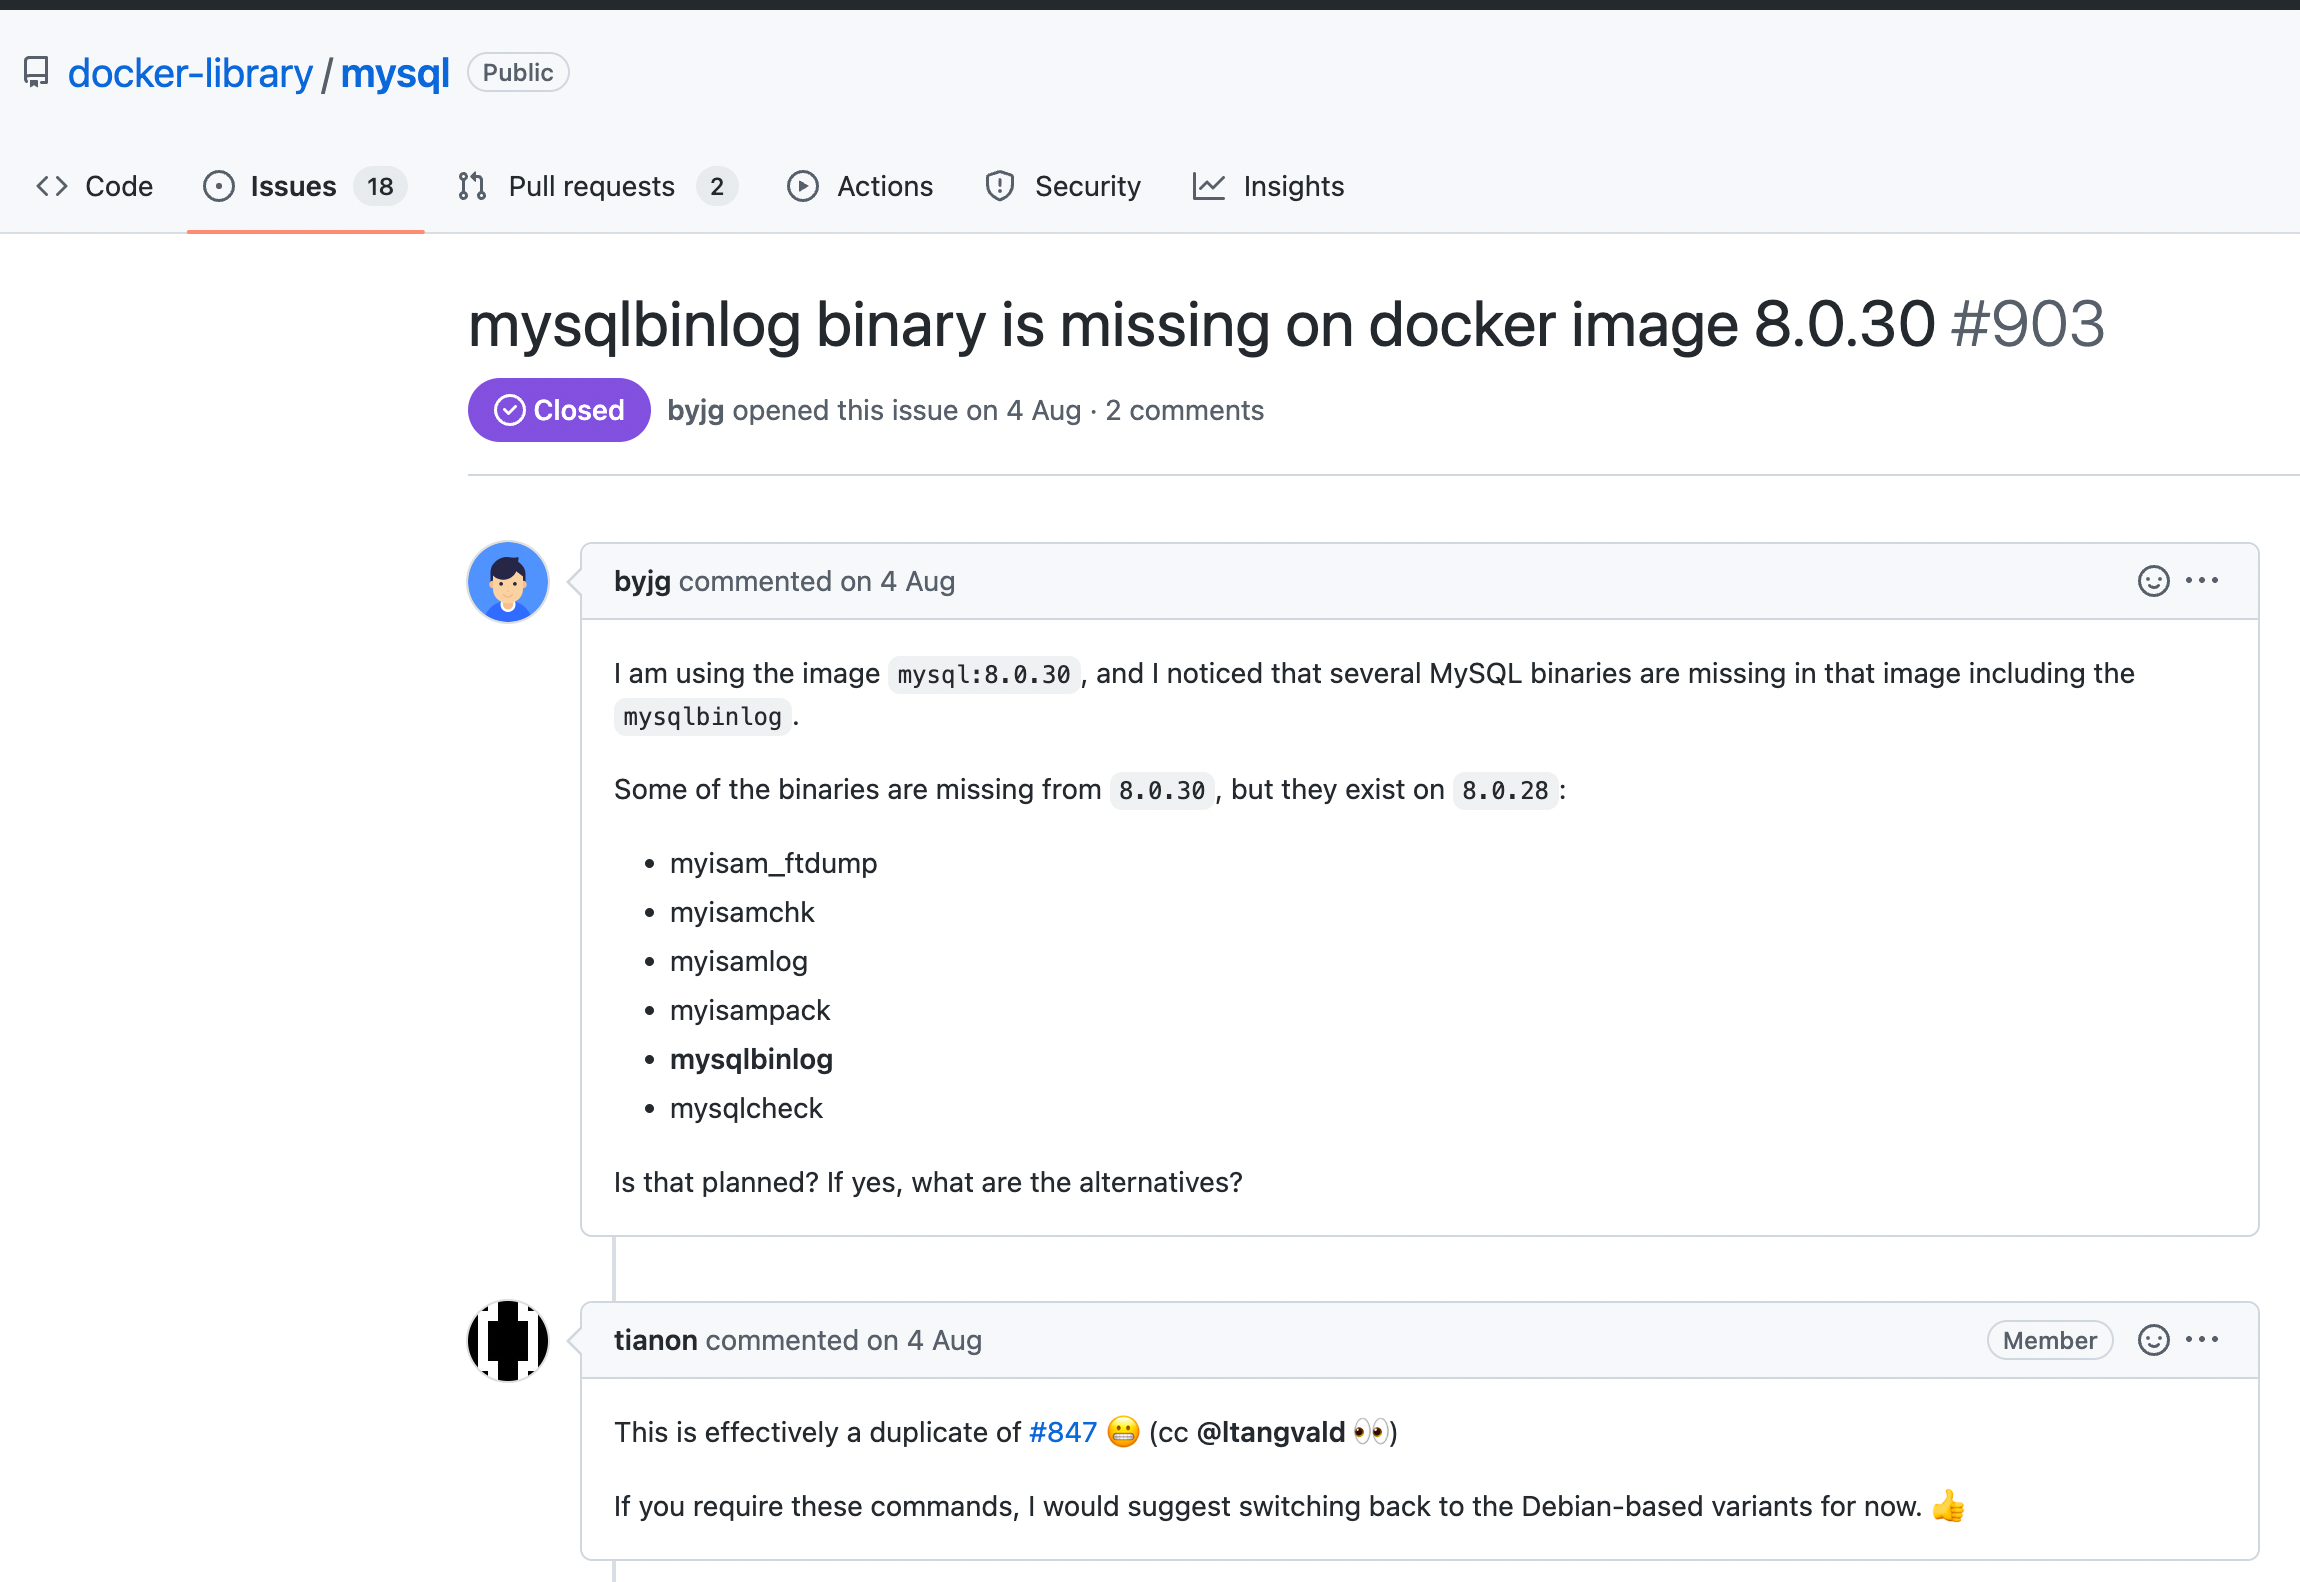 docker-library / mysql Public
Code Issues 18 Pull requests 2 Actions Security Insights
mysqlbinlog binary is missing on docker image 8.0.30 #903
Closed byjg opened this issue on 4 Aug · 2 comments
byjg commented on 4 Aug
I am using the image mysql:8.0.30, and I noticed that several MySQL binaries are missing in that image including the
mysqlbinlog.
Some of the binaries are missing from 8.0.30, but they exist on 8.0.28:
• myisam_ftdump
• myisamchk
• myisamlog
• myisampack
• mysqlbinlog
• mysqlcheck
Is that planned? If yes, what are the alternatives?
tianon commented on 4 Aug Member
This is effectively a duplicate of #847 😬 (cc @ltangvald 👀)
If you require these commands, I would suggest switching back to the Debian-based variants for now. 👍